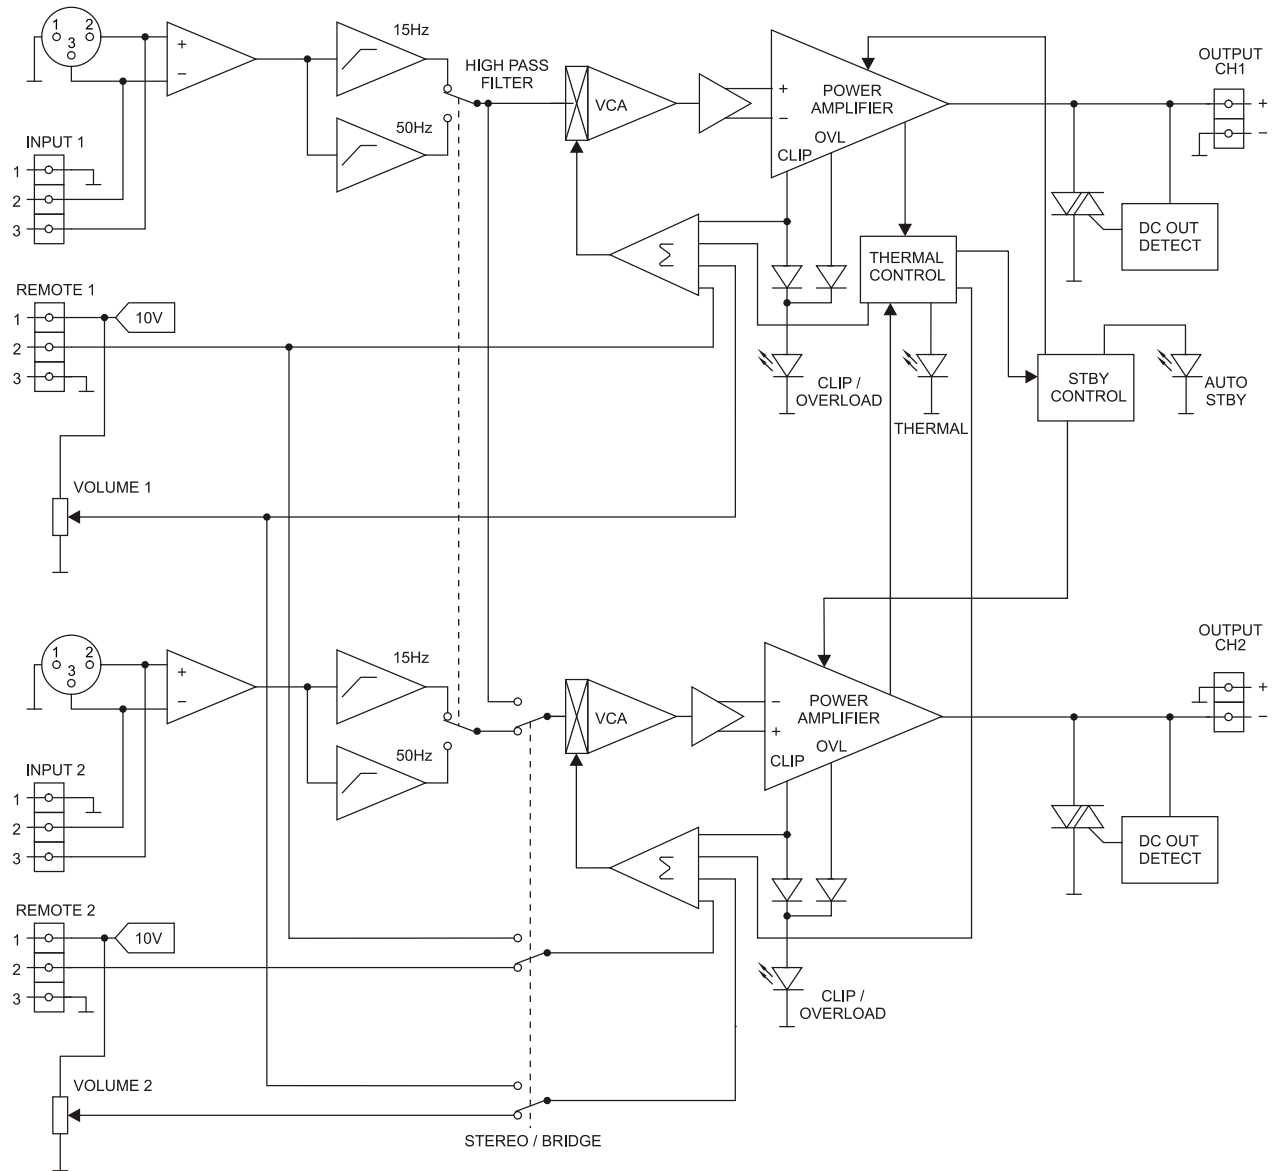 1 2
3
+
−
INPUT 1
1
2
3
15Hz
50Hz
HIGH PASS
FILTER
VCA
+
−
POWER
AMPLIFIER
OVL
CLIP
OUTPUT
CH1
+
−
DC OUT
DETECT
Σ
THERMAL
CONTROL
REMOTE 1
1
2
3
10V
CLIP /
OVERLOAD
THERMAL
STBY
CONTROL
AUTO
STBY
VOLUME 1
1 2
3
+
−
INPUT 2
1
2
3
15Hz
50Hz
VCA
−
+
POWER
AMPLIFIER
OVL
CLIP
OUTPUT
CH2
+
−
DC OUT
DETECT
Σ
REMOTE 2
1
2
3
10V
CLIP /
OVERLOAD
VOLUME 2
STEREO / BRIDGE